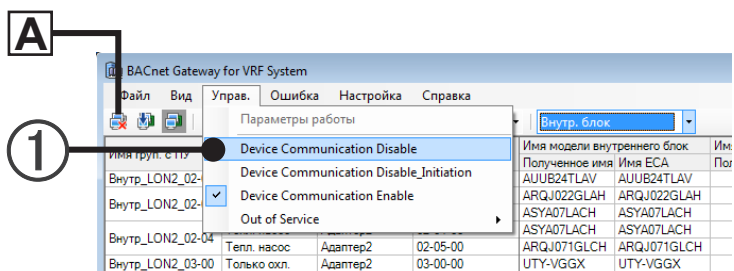 A
1
BACnet Gateway for VRF System
Файл Вид Управ. Ошибка Настройка Справка
Параметры работы
Внутр. блок
Device Communication Disable
Device Communication Disable_Initiation
Device Communication Enable
Out of Service
Имя модели внутреннего блок Имя
Имя груп. с ПУ Полученное имя Имя ECA Пол
Внутр_LON2_02- AUUB24TLAV AUUB24TLAV
Внутр_LON2_02- ARQJ022GLAH ARQJ022GLAH
ASYA07LACH ASYA07LACH
Внутр_LON2_02-04 ASYA07LACH ASYA07LACH
Тепл. насос Адаптер2 02-05-00 ARQJ071GLCH ARQJ071GLCH
Внутр_LON2_03-00 Только охл. Адаптер2 03-00-00 UTY-VGGX UTY-VGGX